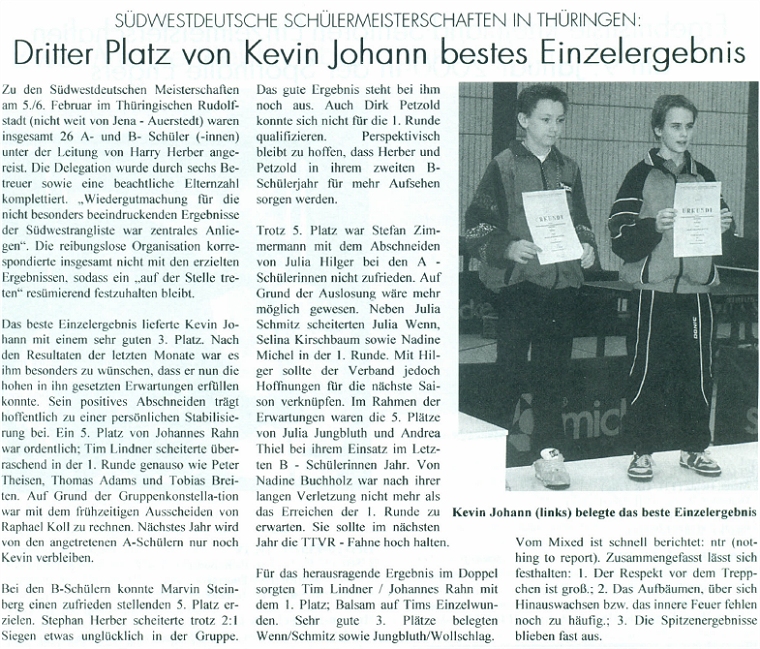 SÜDWESTDEUTSCHE SCHÜLERMEISTERSCHAFTEN IN THÜRINGEN:
Dritter Platz von Kevin Johann bestes Einzelergebnis
Zu den Südwestdeutschen Meisterschaften
am 5./6. Februar im Thüringischen Rudolf-
stadt (nicht weit von Jena - Auerstedt) waren
insgesamt 26 A- und B- Schüler (-innen)
unter der Leitung von Harry Herber ange-
reist. Die Delegation wurde durch sechs Be-
treuer sowie eine beachtliche Elternzahl
komplettiert. „Wiedergutmachung für die
nicht besonders beeindruckenden Ergebnisse
der Südwestrangliste war zentrales Anlie-
gen“. Die reibungslose Organisation korre-
spondierte insgesamt nicht mit den erzielten
Ergebnissen, sodass ein „auf der Stelle tre-
ten“ resümierend festzuhalten bleibt.
Das beste Einzelergebnis lieferte Kevin Jo-
hann mit einem sehr guten 3. Platz. Nach
den Resultaten der letzten Monate war es
ihm besonders zu wünschen, dass er nun die
hohen in ihn gesetzten Erwartungen erfüllen
konnte. Sein positives Abschneiden trägt
hoffentlich zu einer persönlichen Stabilisie-
rung bei. Ein 5. Platz von Johannes Rahn
war ordentlich; Tim Lindner scheiterte über-
raschend in der 1. Runde genauso wie Peter
Theisen, Thomas Adams und Tobias Brei-
ten. Auf Grund der Gruppenkonstella-tion
war mit dem frühzeitigen Ausscheiden von
Raphael Koll zu rechnen. Nächstes Jahr wird
von den angetretenen A-Schülern nur noch
Kevin verbleiben.
Bei den B-Schülern konnte Marvin Stein-
berg einen zufrieden stellenden 5. Platz er-
zielen. Stephan Herber scheiterte trotz 2:1
Siegen etwas unglücklich in der Gruppe.
Das gute Ergebnis steht bei ihm
noch aus. Auch Dirk Petzold
konnte sich nicht für die 1. Runde
qualifizieren. Perspektivisch
bleibt zu hoffen, dass Herber und
Petzold in ihrem zweiten B-
Schülerjahr für mehr Aufsehen
sorgen werden.
Trotz 5. Platz war Stefan Zim-
mermann mit dem Abschneiden
von Julia Hilger bei den A -
Schülerinnen nicht zufrieden. Auf
Grund der Auslosung wäre mehr
möglich gewesen. Neben Julia
Schmitz scheiterten Julia Wenn,
Selina Kirschbaum sowie Nadine
Michel in der 1. Runde. Mit Hil-
ger sollte der Verband jedoch
Hoffnungen für die nächste Sai-
son verknüpfen. Im Rahmen der
Erwartungen waren die 5. Plätze
von Julia Jungbluth und Andrea
Thiel bei ihrem Einsatz im Letz-
ten B - Schülerinnen Jahr. Von
Nadine Buchholz war nach ihrer
langen Verletzung nicht mehr als
das Erreichen der 1. Runde zu
erwarten. Sie sollte im nächsten
Jahr die TTVR - Fahne hoch halten.
Für das herausragende Ergebnis im Doppel
sorgten Tim Lindner / Johannes Rahn mit
dem 1. Platz; Balsam auf Tims Einzelwun-
den. Sehr gute 3. Plätze belegten
Wenn/Schmitz sowie Jungbluth/Wollschlag.
URKUNDE
URKUNDE
DONIC
mick
Kevin Johann (links) belegte das beste Einzelergebnis
Vom Mixed ist schnell berichtet: ntr (not-
hing to report). Zusammengefasst lässt sich
festhalten: 1. Der Respekt vor dem Trepp-
chen ist groß.; 2. Das Aufbäumen, über sich
Hinauswachsen bzw. das innere Feuer fehlen
noch zu häufig.; 3. Die Spitzenergebnisse
blieben fast aus.